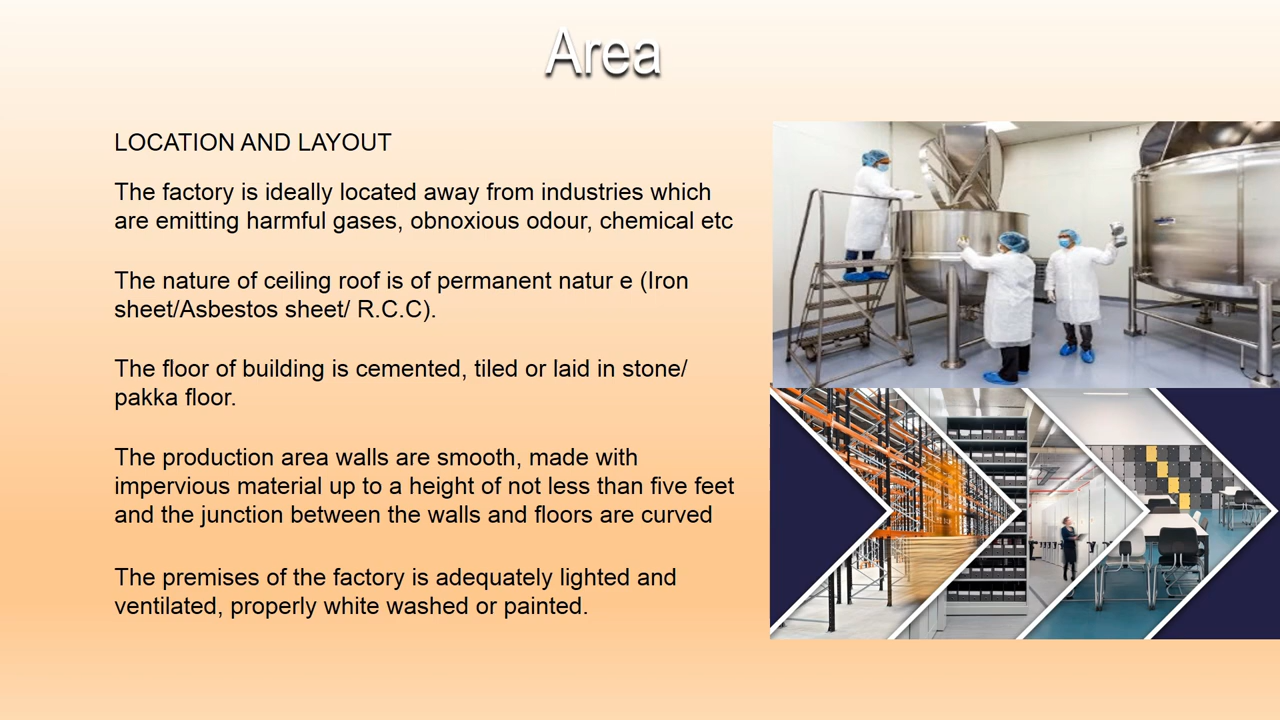 Area
LOCATION AND LAYOUT
The factory is ideally located away from industries which
are emitting harmful gases, obnoxious odour, chemical etc
The nature of ceiling roof is of permanent natur e (Iron
sheet/Asbestos sheet/ R.C.C).
The floor of building is cemented, tiled or laid in stone/
pakka floor.
The production area walls are smooth, made with
impervious material up to a height of not less than five feet
and the junction between the walls and floors are curved
The premises of the factory is adequately lighted and
ventilated, properly white washed or painted.